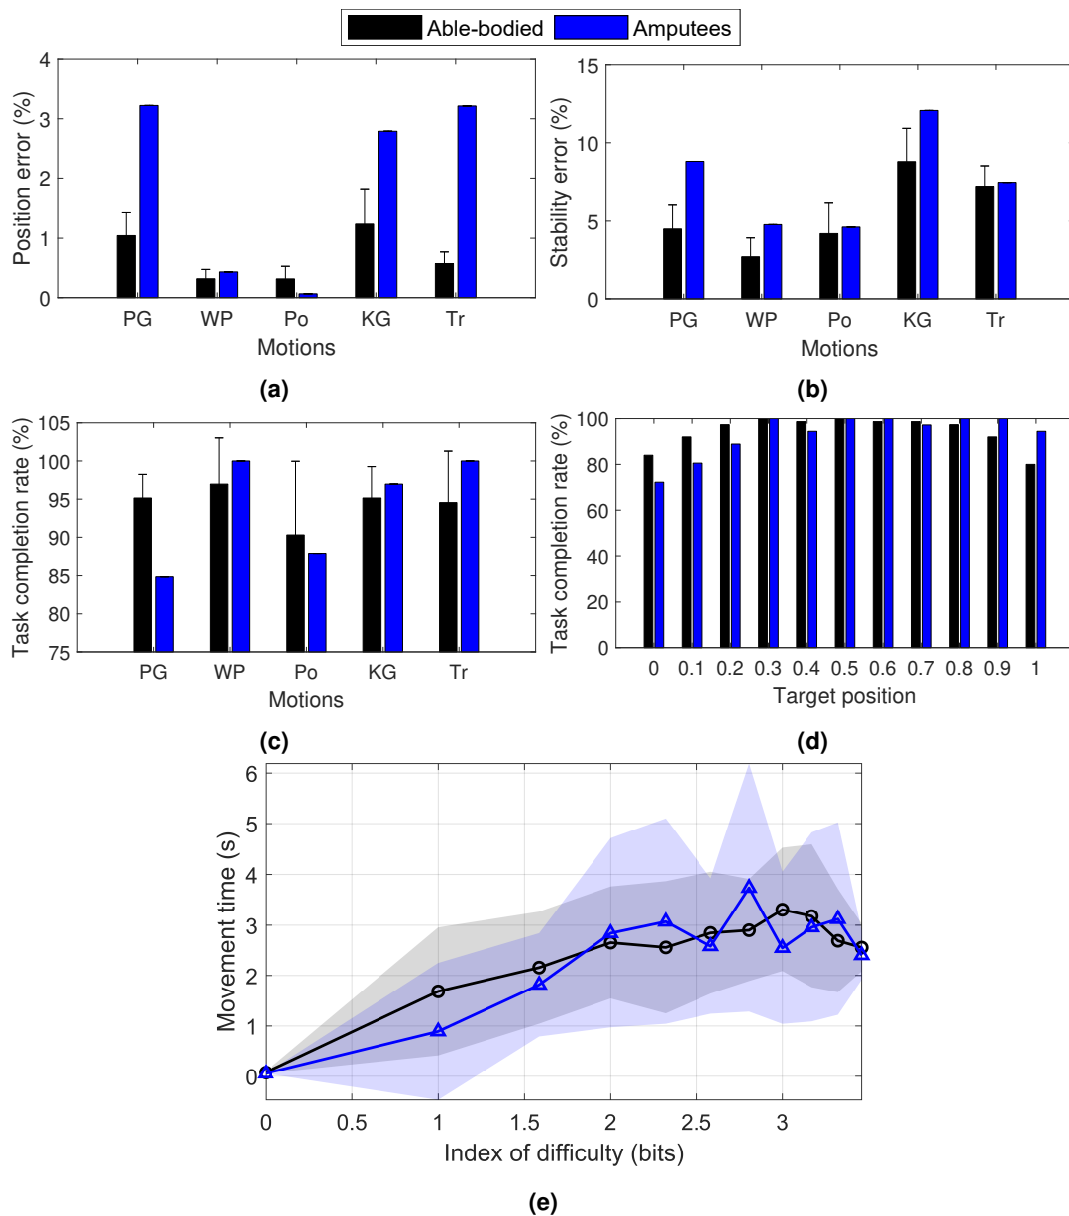 Able-bodied Amputees
Position error (%)
4
3
2
1
0
PG WP Po KG Tr
Motions
(a)
Stability error (%)
15
10
5
0
PG WP Po KG Tr
Motions
(b)
Task completion rate (%)
105
100
95
90
85
80
75
PG WP Po KG Tr
Motions
(c)
Task completion rate (%)
100
80
60
40
20
0
0 0.1 0.2 0.3 0.4 0.5 0.6 0.7 0.8 0.9 1
Target position
(d)
Movement time (s)
6
5
4
3
2
1
0
0 0.5 1 1.5 2 2.5 3
Index of difficulty (bits)
(e)